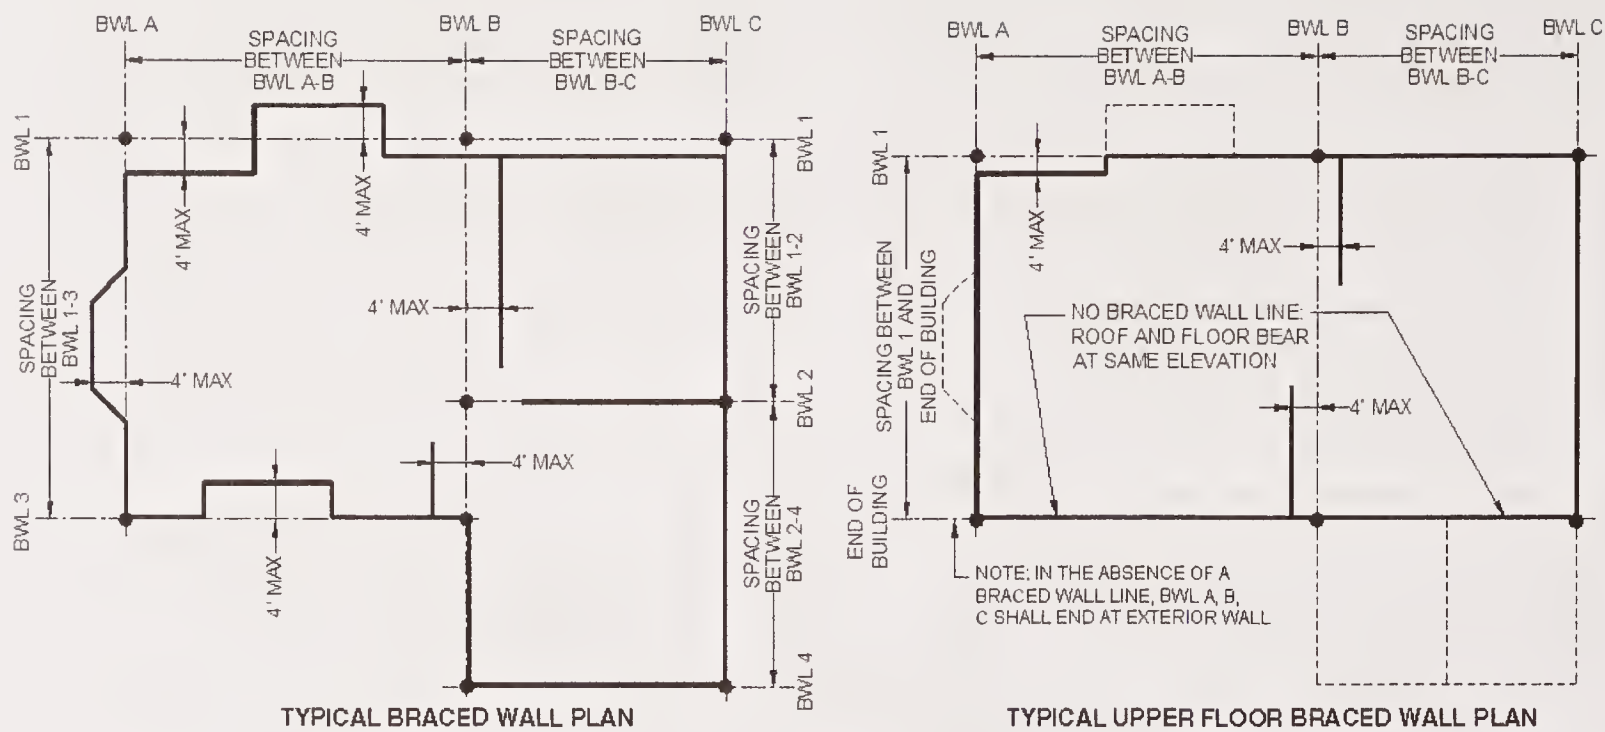 BWL A
BWL B
BWL C
SPACING
BETWEEN
BWL A-B
SPACING
BETWEEN
BWL B-C
BWL 1
BWL 1
4' MAX
4' MAX
SPACING
BETWEEN
BWL 1-3
SPACING
BETWEEN
BWL 1-2
4' MAX
4' MAX
BWL 2
4' MAX
BWL 3
4' MAX
SPACING
BETWEEN
BWL 2-4
BWL 4
TYPICAL BRACED WALL PLAN
BWL A
BWL B
BWL C
SPACING
BETWEEN
BWL A-B
SPACING
BETWEEN
BWL B-C
BWL 1
BWL 1
4' MAX
4' MAX
SPACING BETWEEN
BWL 1 AND
END OF BUILDING
NO BRACED WALL LINE:
ROOF AND FLOOR BEAR
AT SAME ELEVATION
4' MAX
END OF
BUILDING
NOTE: IN THE ABSENCE OF A
BRACED WALL LINE, BWL A, B,
C SHALL END AT EXTERIOR WALL
TYPICAL UPPER FLOOR BRACED WALL PLAN